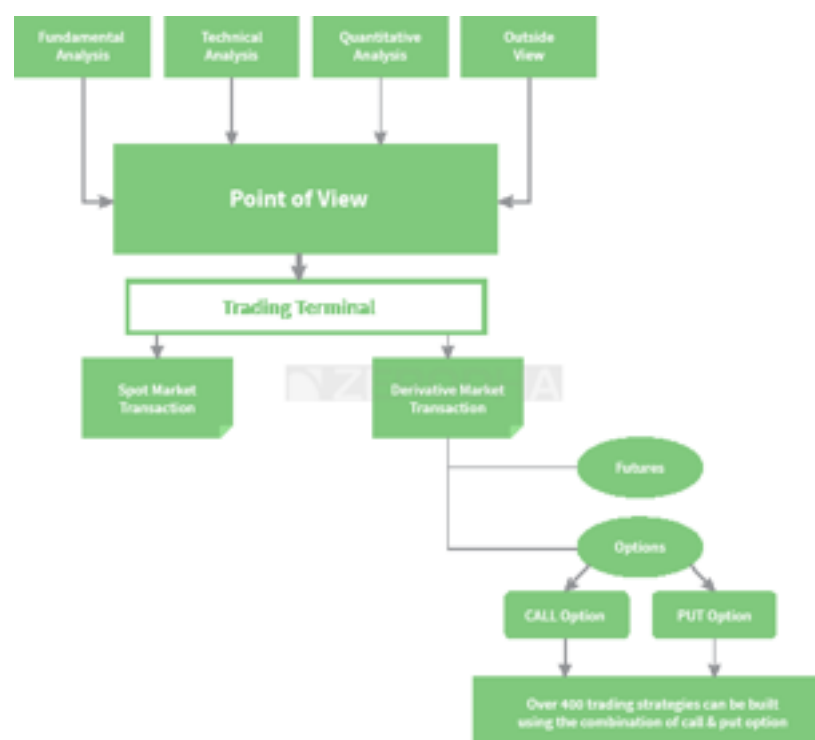 Fundamental
Analysis
Technical
Analysis
Quantitative
Analysis
Outside
View
Point of View
Trading Terminal
Spot Market
Transaction
Derivative Market
Transaction
Futures
Options
CALL Option
PUT Option
Over 400 trading strategies can be built
using the combination of call & put option